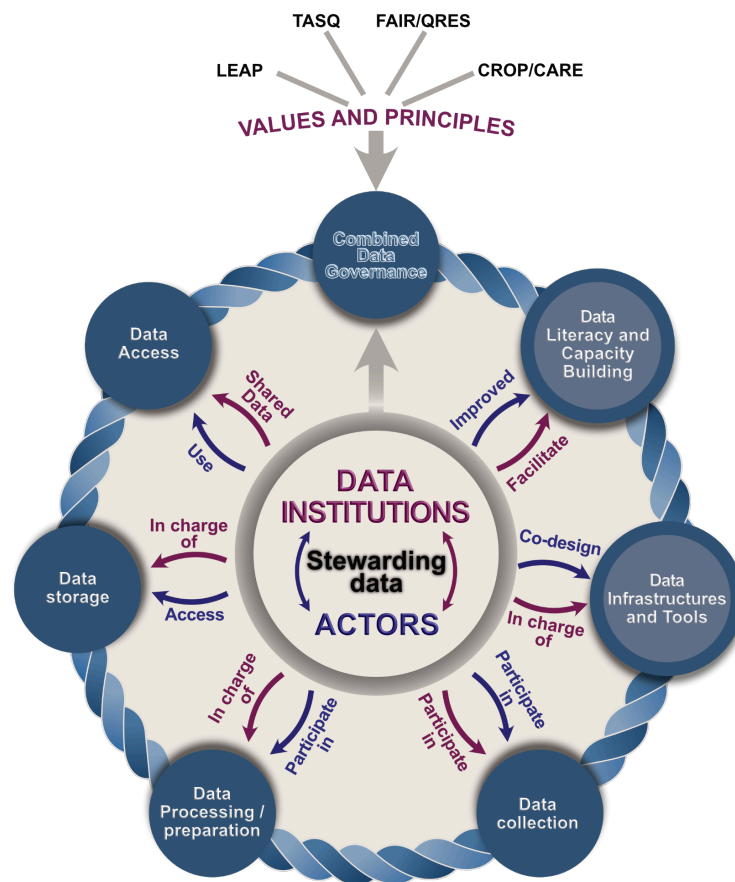 TASQ
FAIR/QRES
LEAP
CROP/CARE
VALUES AND PRINCIPLES
Combined
Data
Governance
Data
Access
Data
Literacy and
Capacity
Building
Shared
Data
Use
Improved
Facilitate
DATA
INSTITUTIONS
Stewarding
data
ACTORS
In charge
of
Access
Data
storage
Co-design
In charge
of
Data
Infrastructures
and Tools
In charge
of
Participate
in
Participate
in
Participate
in
Data
Processing /
preparation
Data
collection